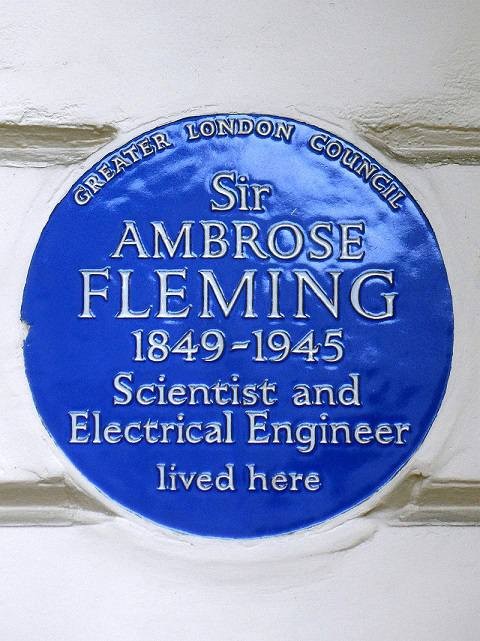 GREATER LONDON COUNCIL
Sir
AMBROSE
FLEMING
1849-1945
Scientist and
Electrical Engineer
lived here